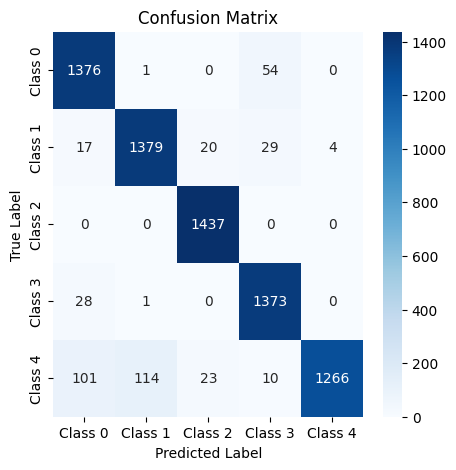 Confusion Matrix
True Label
Class 0
1376 1 0 54 0
Class 1
17 1379 20 29 4
Class 2
0 0 1437 0 0
Class 3
28 1 0 1373 0
Class 4
101 114 23 10 1266
Class 0 Class 1 Class 2 Class 3 Class 4
Predicted Label
1400
1200
1000
800
600
400
200
0